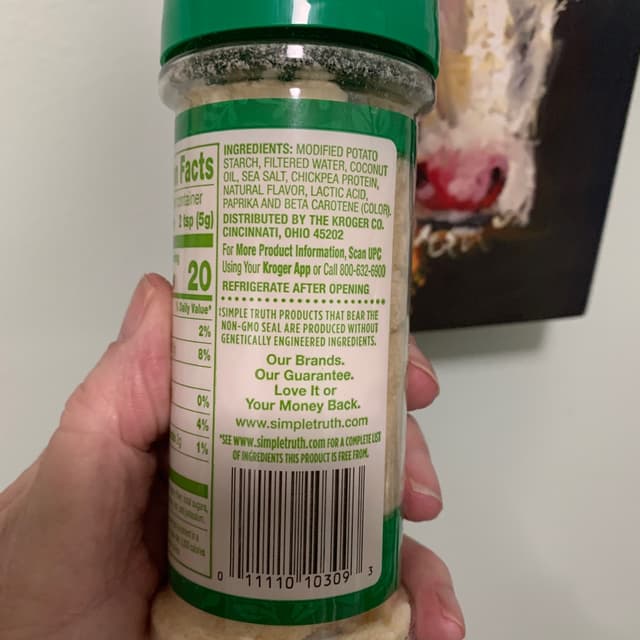 Facts
2 tsp (5g)
20
% Daily Value*
2%
8%
0%
4%
1%
INGREDIENTS: MODIFIED POTATO
STARCH, FILTERED WATER, COCONUT
OIL, SEA SALT, CHICKPEA PROTEIN,
NATURAL FLAVOR, LACTIC ACID,
PAPRIKA AND BETA CAROTENE (COLOR).
DISTRIBUTED BY THE KROGER CO.
CINCINNATI, OHIO 45202
For More Product Information, Scan UPC
Using Your Kroger App or Call 800-632-6900
REFRIGERATE AFTER OPENING
†SIMPLE TRUTH PRODUCTS THAT BEAR THE
NON-GMO SEAL ARE PRODUCED WITHOUT
GENETICALLY ENGINEERED INGREDIENTS.
Our Brands.
Our Guarantee.
Love It or
Your Money Back.
www.simpletruth.com
*SEE www.simpletruth.com FOR A COMPLETE LIST
OF INGREDIENTS THIS PRODUCT IS FREE FROM.
0 11110 10309 3